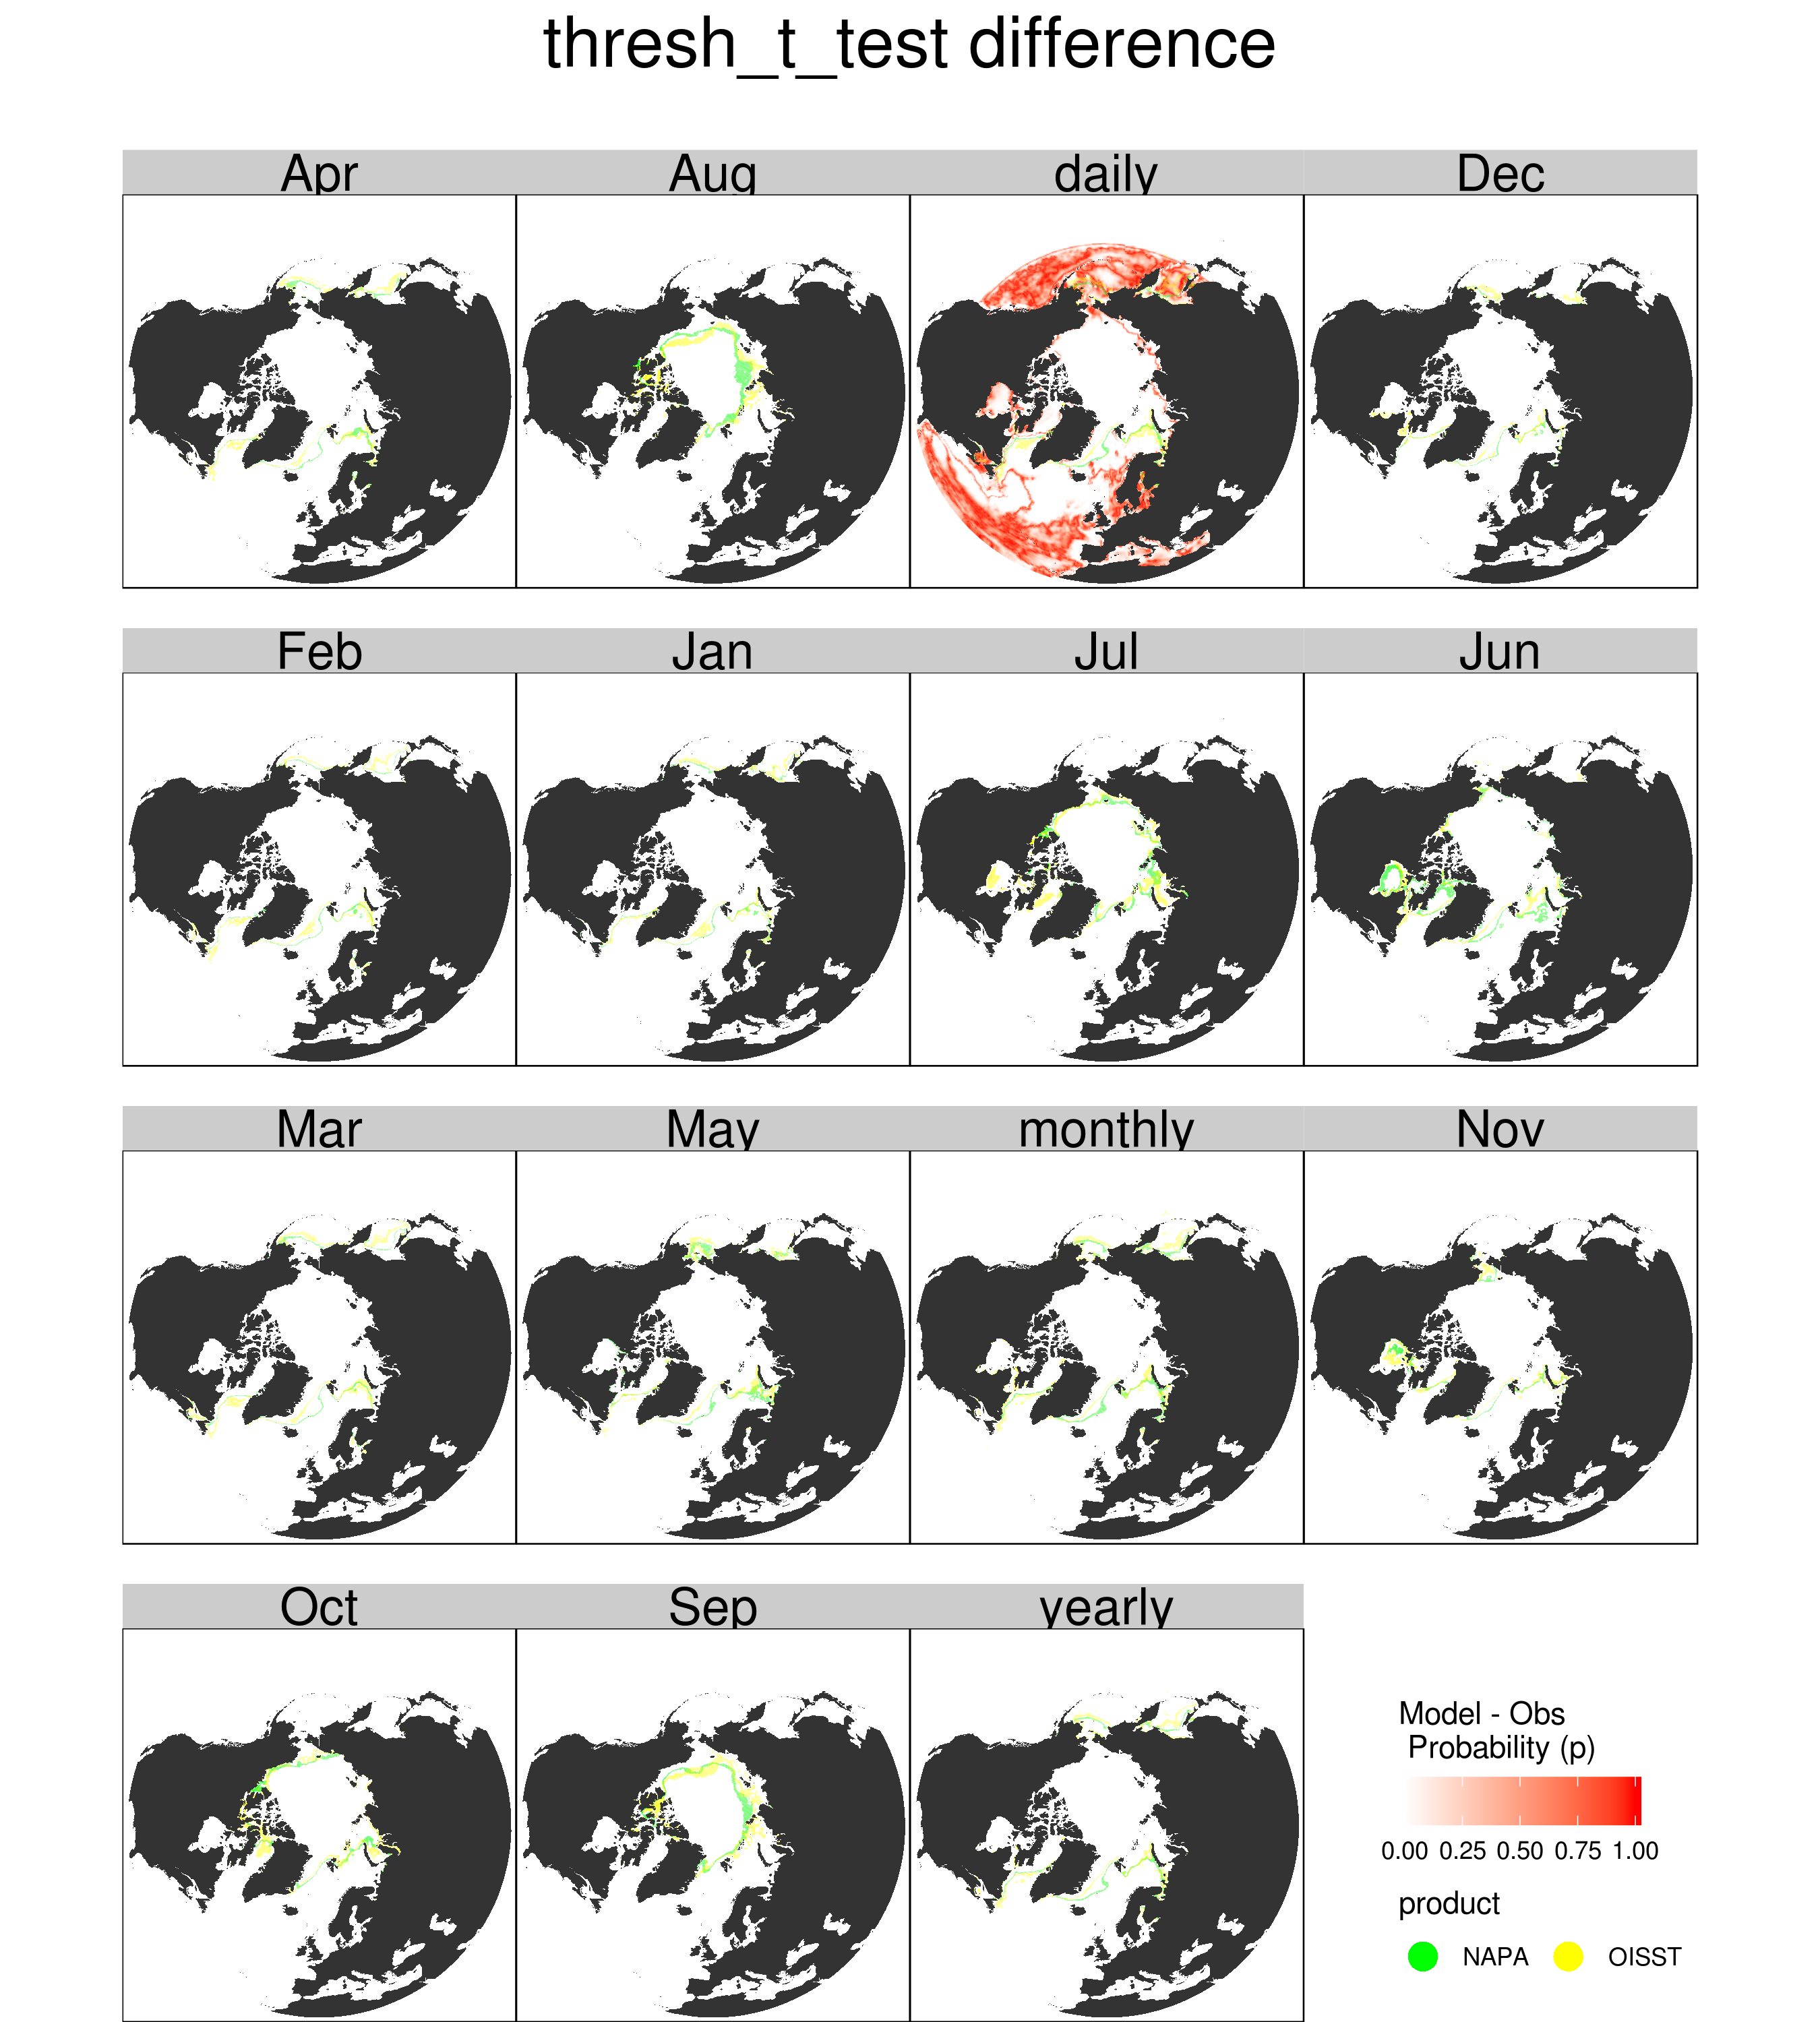 thresh_t_test difference
Apr Aug daily Dec
Feb Jan Jul Jun
Mar May monthly Nov
Oct Sep yearly
Model - Obs
Probability (p)
0.00 0.25 0.50 0.75 1.00
product
NAPA OISST